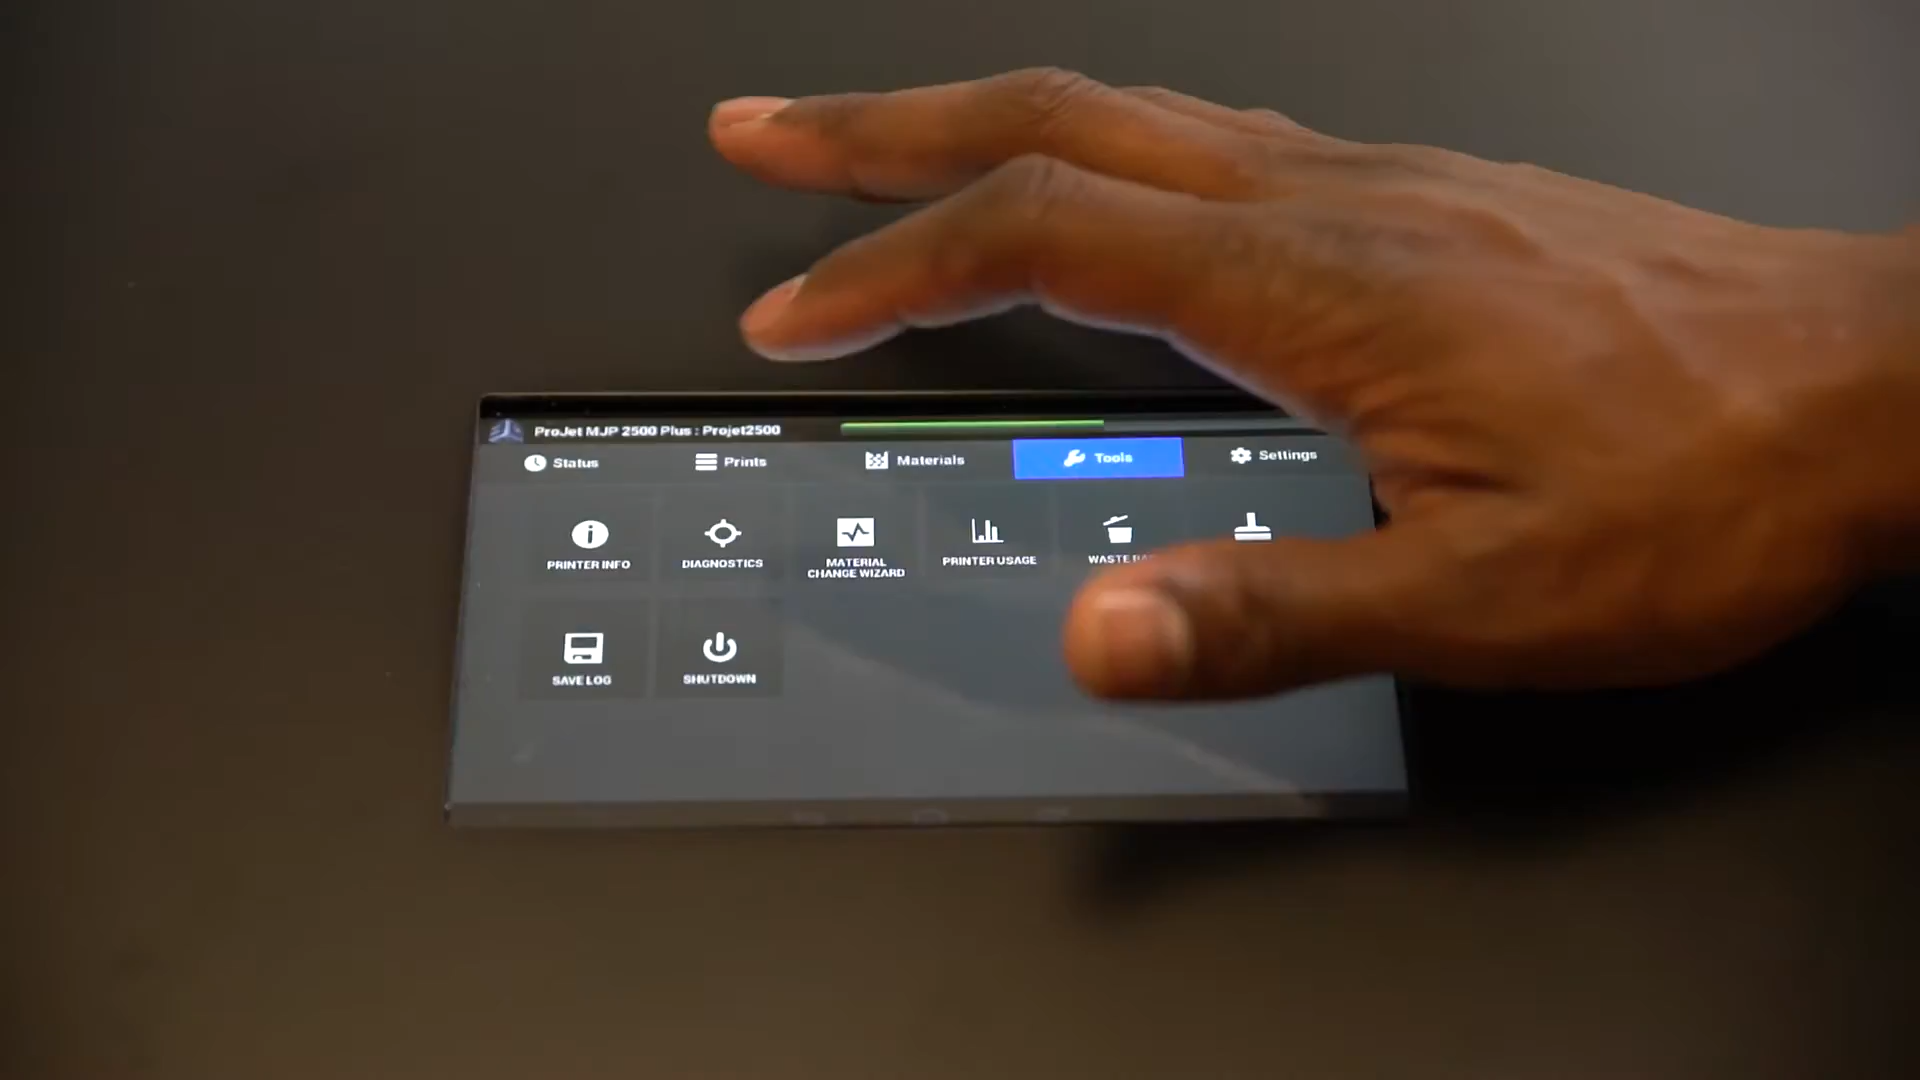 ProJet MJP 2500 Plus : Projet2500
Status Prints Materials Tools Settings
PRINTER INFO DIAGNOSTICS MATERIAL CHANGE WIZARD PRINTER USAGE WASTE
SAVE LOG SHUTDOWN